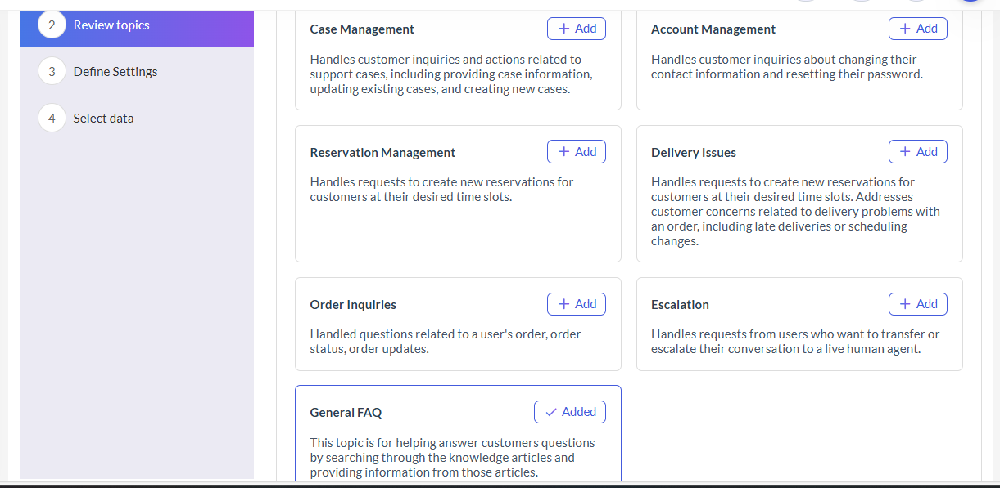 2 Review topics
3 Define Settings
4 Select data
Case Management
+ Add
Handles customer inquiries and actions related to
support cases, including providing case information,
updating existing cases, and creating new cases.
Account Management
+ Add
Handles customer inquiries about changing their
contact information and resetting their password.
Reservation Management
+ Add
Handles requests to create new reservations for
customers at their desired time slots.
Delivery Issues
+ Add
Handles requests to create new reservations for
customers at their desired time slots. Addresses
customer concerns related to delivery problems with
an order, including late deliveries or scheduling
changes.
Order Inquiries
+ Add
Handled questions related to a user's order, order
status, order updates.
Escalation
+ Add
Handles requests from users who want to transfer or
escalate their conversation to a live human agent.
General FAQ
✓ Added
This topic is for helping answer customers questions
by searching through the knowledge articles and
providing information from those articles.